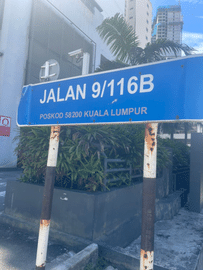 JALAN 9/116B
POSKOD 58200 KUALA LUMPUR